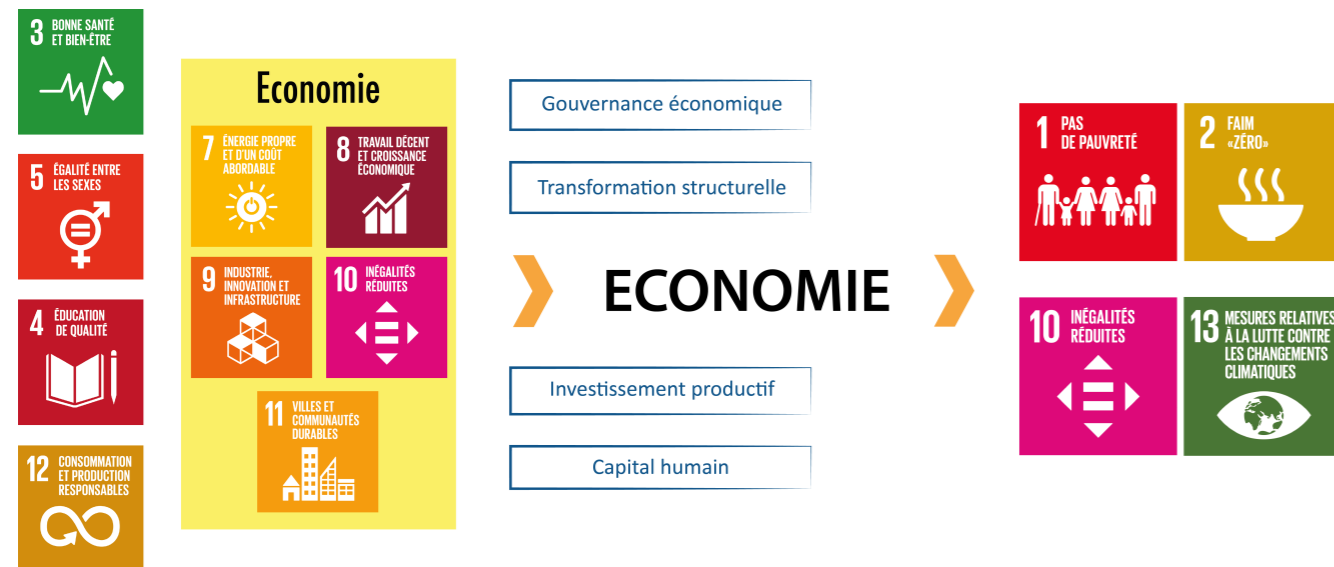 3 BONNE SANTÉ
ET BIEN-ÊTRE
5 ÉGALITÉ ENTRE
LES SEXES
4 ÉDUCATION
DE QUALITÉ
12 CONSOMMATION
ET PRODUCTION
RESPONSABLES
Economie
7 ÉNERGIE PROPRE
ET D'UN COÛT
ABORDABLE
8 TRAVAIL DÉCENT
ET CROISSANCE
ÉCONOMIQUE
9 INDUSTRIE,
INNOVATION ET
INFRASTRUCTURE
10 INÉGALITÉS
RÉDUITES
11 VILLES ET
COMMUNAUTÉS
DURABLES
Gouvernance économique
Transformation structurelle
ECONOMIE
Investissement productif
Capital humain
1 PAS
DE PAUVRETÉ
2 FAIM
«ZÉRO»
10 INÉGALITÉS
RÉDUITES
13 MESURES RELATIVES
À LA LUTTE CONTRE
LES CHANGEMENTS
CLIMATIQUES